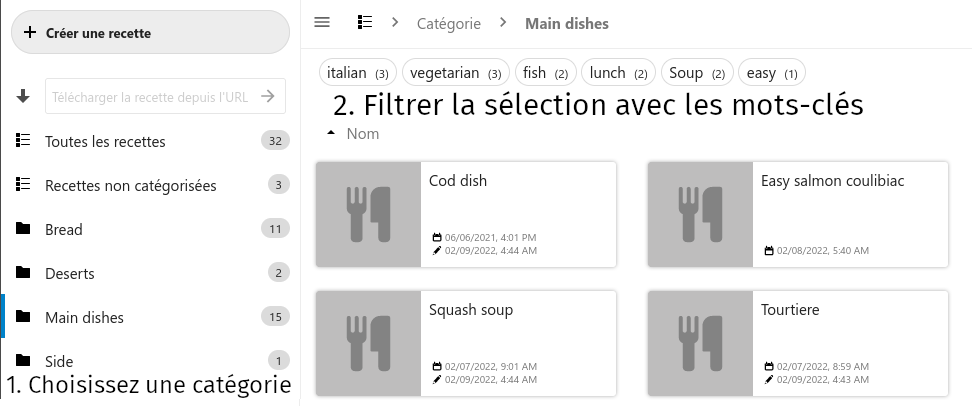 Créer une recette
Télécharger la recette depuis l'URL
Toutes les recettes 32
Recettes non catégorisées 3
Bread 11
Deserts 2
Main dishes 15
Side 1
1. Choisissez une catégorie
Catégorie Main dishes
italian (3) vegetarian (3) fish (2) lunch (2) Soup (2) easy (1)
2. Filtrer la sélection avec les mots-clés
Nom
Cod dish
06/06/2021, 4:01 PM
02/09/2022, 4:44 AM
Easy salmon coulibiac
02/08/2022, 5:40 AM
Squash soup
02/07/2022, 9:01 AM
02/09/2022, 4:44 AM
Tourtiere
02/07/2022, 8:59 AM
02/09/2022, 4:43 AM